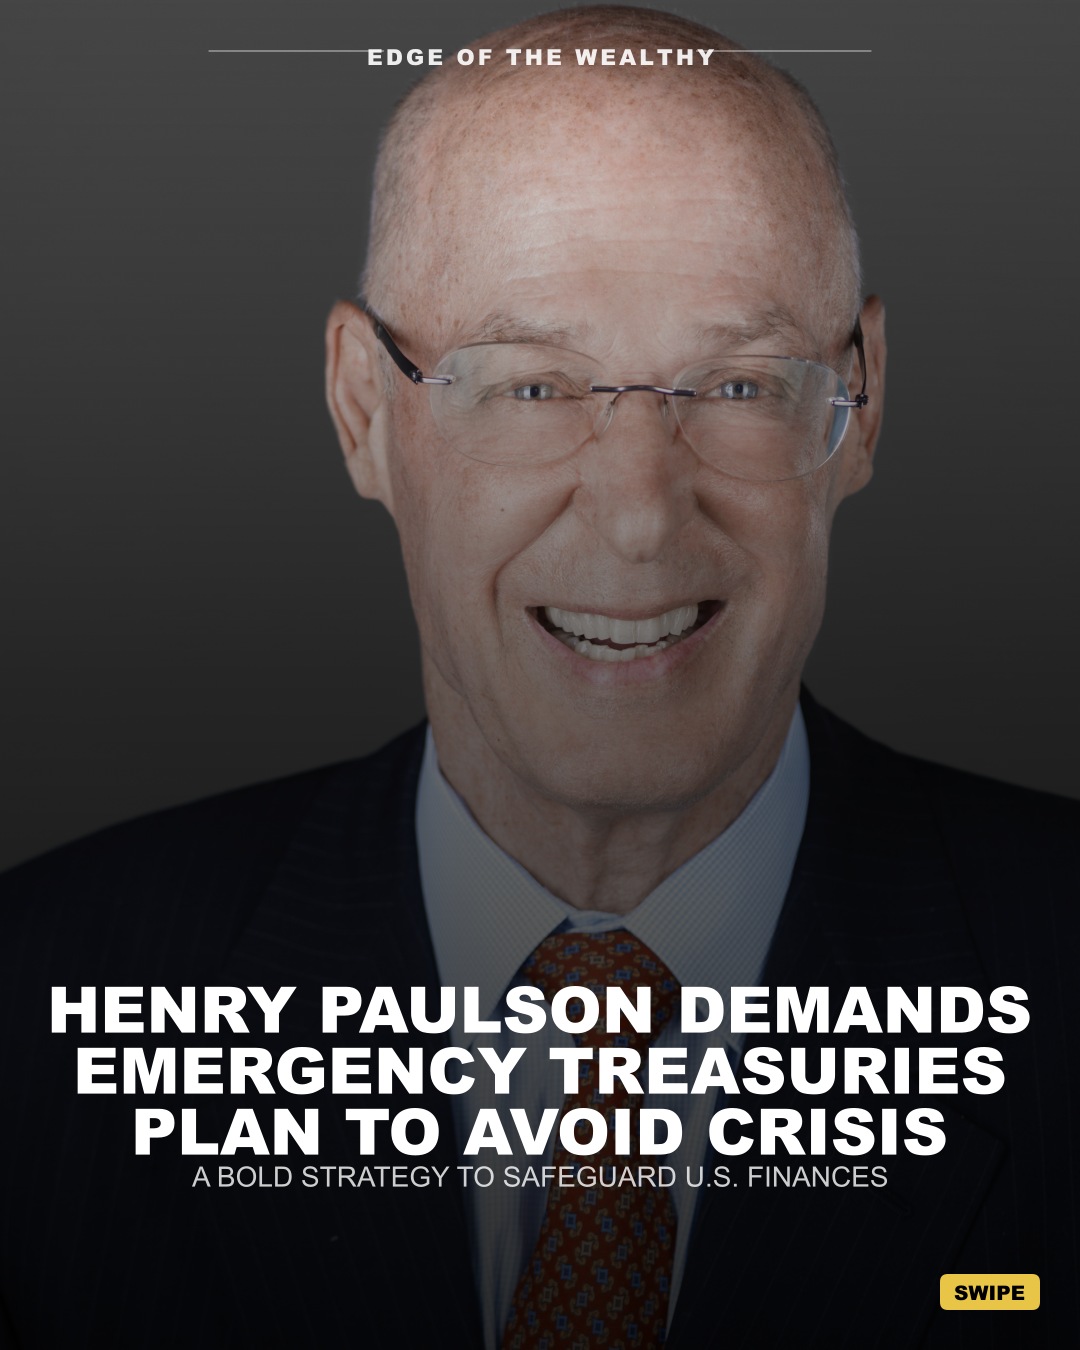 EDGE OF THE WEALTHY
HENRY PAULSON DEMANDS
EMERGENCY TREASURIES
PLAN TO AVOID CRISIS
A BOLD STRATEGY TO SAFEGUARD U.S. FINANCES
SWIPE